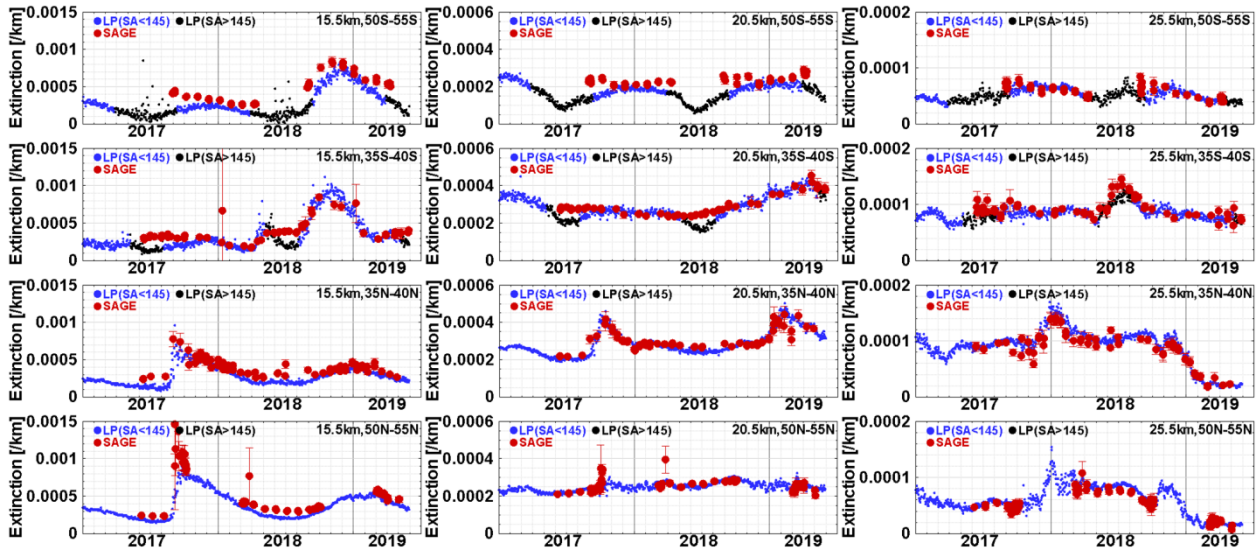 Extinction [/km] 0.0015 LP(SA<145) LP(SA>145) 15.5km,50S-55S
SAGE
0.001
0.0005
0
2017 2018 2019
Extinction [/km] 0.0006 LP(SA<145) LP(SA>145) 20.5km,50S-55S
SAGE
0.0004
0.0002
0
2017 2018 2019
Extinction [/km] 0.0002 LP(SA<145) LP(SA>145) 25.5km,50S-55S
SAGE
0.0001
0
2017 2018 2019
Extinction [/km] 0.0015 LP(SA<145) LP(SA>145) 15.5km,35S-40S
SAGE
0.001
0.0005
0
2017 2018 2019
Extinction [/km] 0.0006 LP(SA<145) LP(SA>145) 20.5km,35S-40S
SAGE
0.0004
0.0002
0
2017 2018 2019
Extinction [/km] 0.0002 LP(SA<145) LP(SA>145) 25.5km,35S-40S
SAGE
0.0001
0
2017 2018 2019
Extinction [/km] 0.0015 LP(SA<145) LP(SA>145) 15.5km,35N-40N
SAGE
0.001
0.0005
0
2017 2018 2019
Extinction [/km] 0.0006 LP(SA<145) LP(SA>145) 20.5km,35N-40N
SAGE
0.0004
0.0002
0
2017 2018 2019
Extinction [/km] 0.0002 LP(SA<145) LP(SA>145) 25.5km,35N-40N
SAGE
0.0001
0
2017 2018 2019
Extinction [/km] 0.0015 LP(SA<145) LP(SA>145) 15.5km,50N-55N
SAGE
0.001
0.0005
0
2017 2018 2019
Extinction [/km] 0.0006 LP(SA<145) LP(SA>145) 20.5km,50N-55N
SAGE
0.0004
0.0002
0
2017 2018 2019
Extinction [/km] 0.0002 LP(SA<145) LP(SA>145) 25.5km,50N-55N
SAGE
0.0001
0
2017 2018 2019